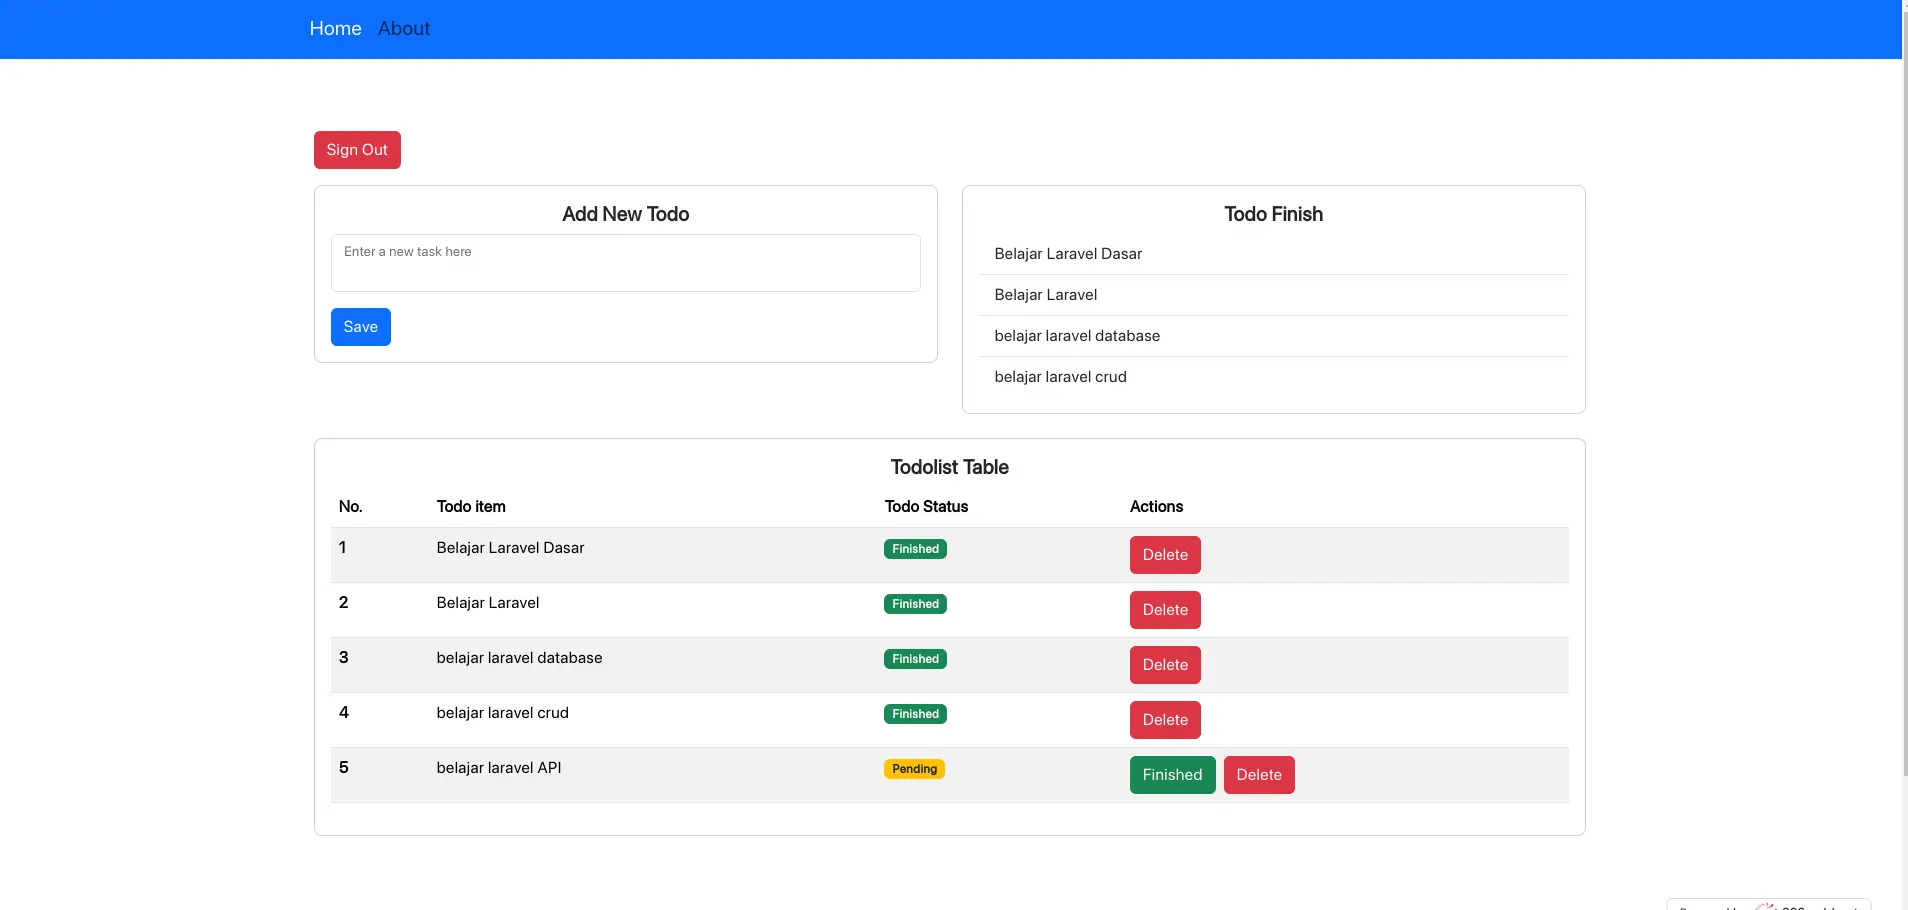 Home About
Sign Out
Add New Todo
Enter a new task here
Save
Todo Finish
Belajar Laravel Dasar
Belajar Laravel
belajar laravel database
belajar laravel crud
Todolist Table
No. Todo item Todo Status Actions
1 Belajar Laravel Dasar Finished Delete
2 Belajar Laravel Finished Delete
3 belajar laravel database Finished Delete
4 belajar laravel crud Finished Delete
5 belajar laravel API Pending Finished Delete